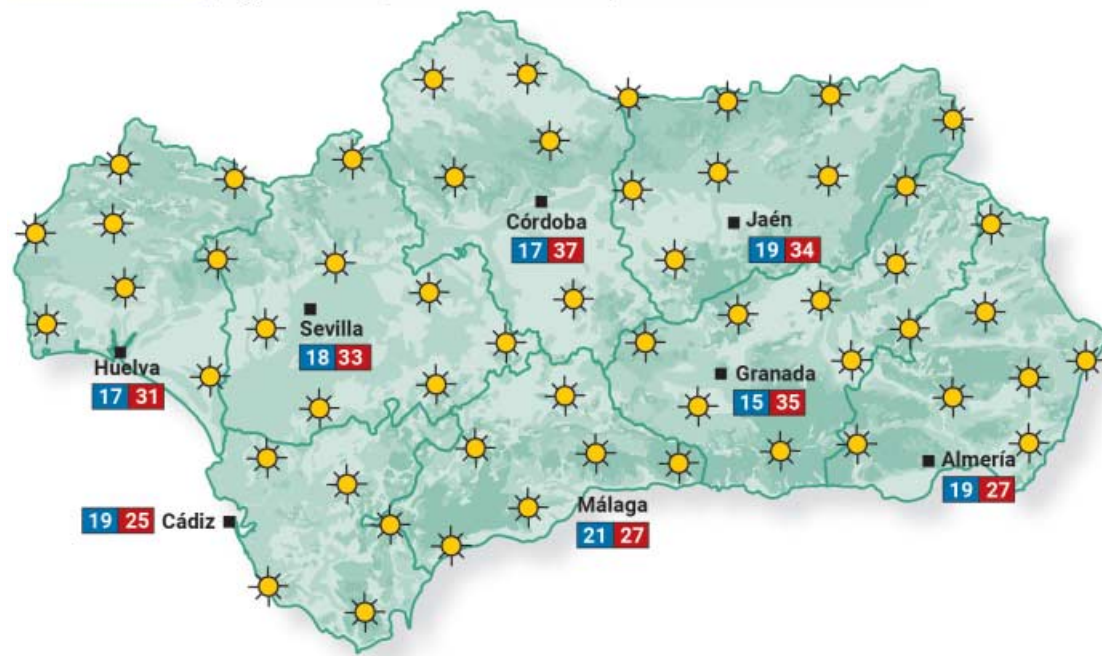 Córdoba
17 37
Jaén
19 34
Sevilla
18 33
Huelva
17 31
Granada
15 35
Almería
19 27
19 25 Cádiz
Málaga
21 27